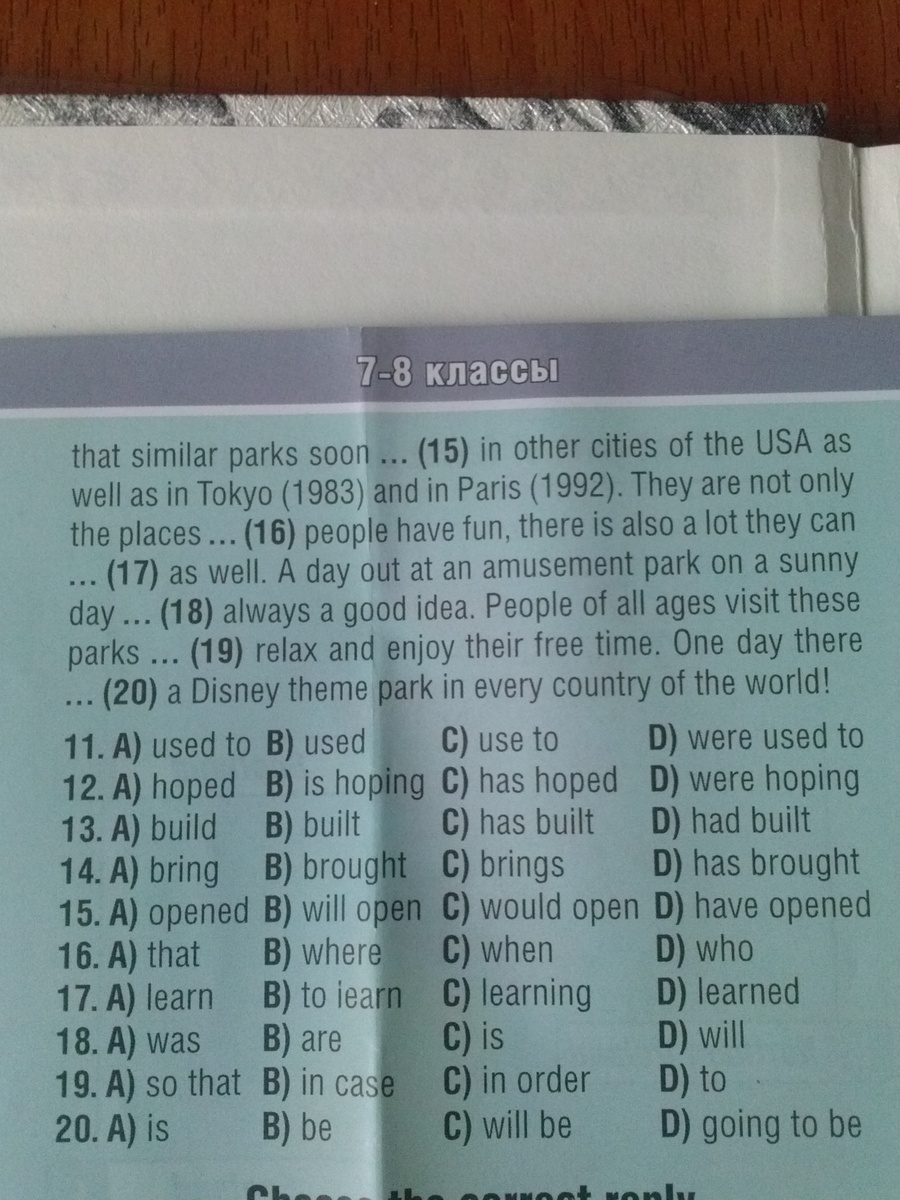 7-8 классы
that similar parks soon ... (15) in other cities of the USA as
well as in Tokyo (1983) and in Paris (1992). They are not only
the places ... (16) people have fun, there is also a lot they can
... (17) as well. A day out at an amusement park on a sunny
day ... (18) always a good idea. People of all ages visit these
parks ... (19) relax and enjoy their free time. One day there
... (20) a Disney theme park in every country of the world!
11. A) used to B) used C) use to D) were used to
12. A) hoped B) is hoping C) has hoped D) were hoping
13. A) build B) built C) has built D) had built
14. A) bring B) brought C) brings D) has brought
15. A) opened B) will open C) would open D) have opened
16. A) that B) where C) when D) who
17. A) learn B) to learn C) learning D) learned
18. A) was B) are C) is D) will
19. A) so that B) in case C) in order D) to
20. A) is B) be C) will be D) going to be
Choose the correct reply